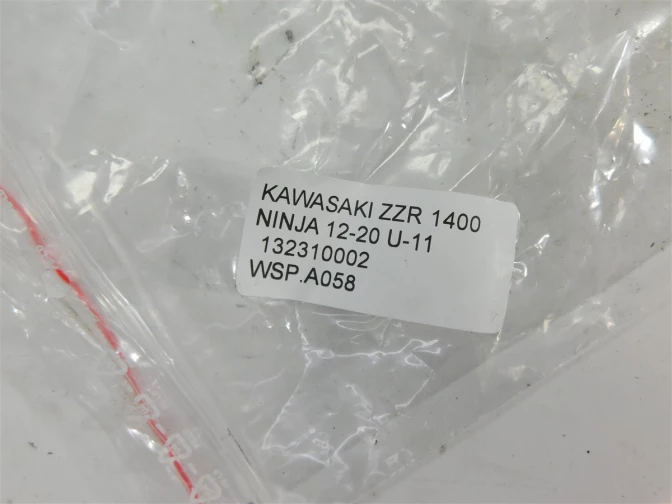 KAWASAKI ZZR 1400
NINJA 12-20 U-11
132310002
WSP.A058